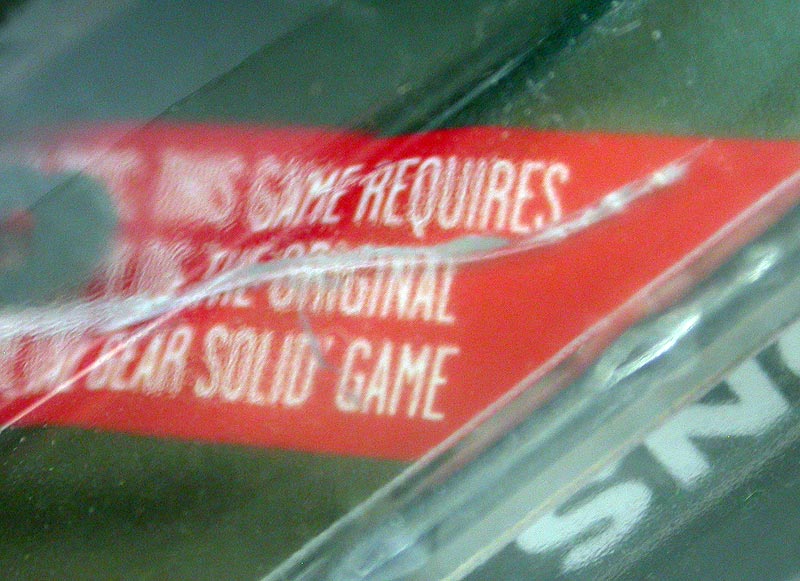 THIS GAME REQUIRES
THE ORIGINAL
GEAR SOLID® GAME
SNO